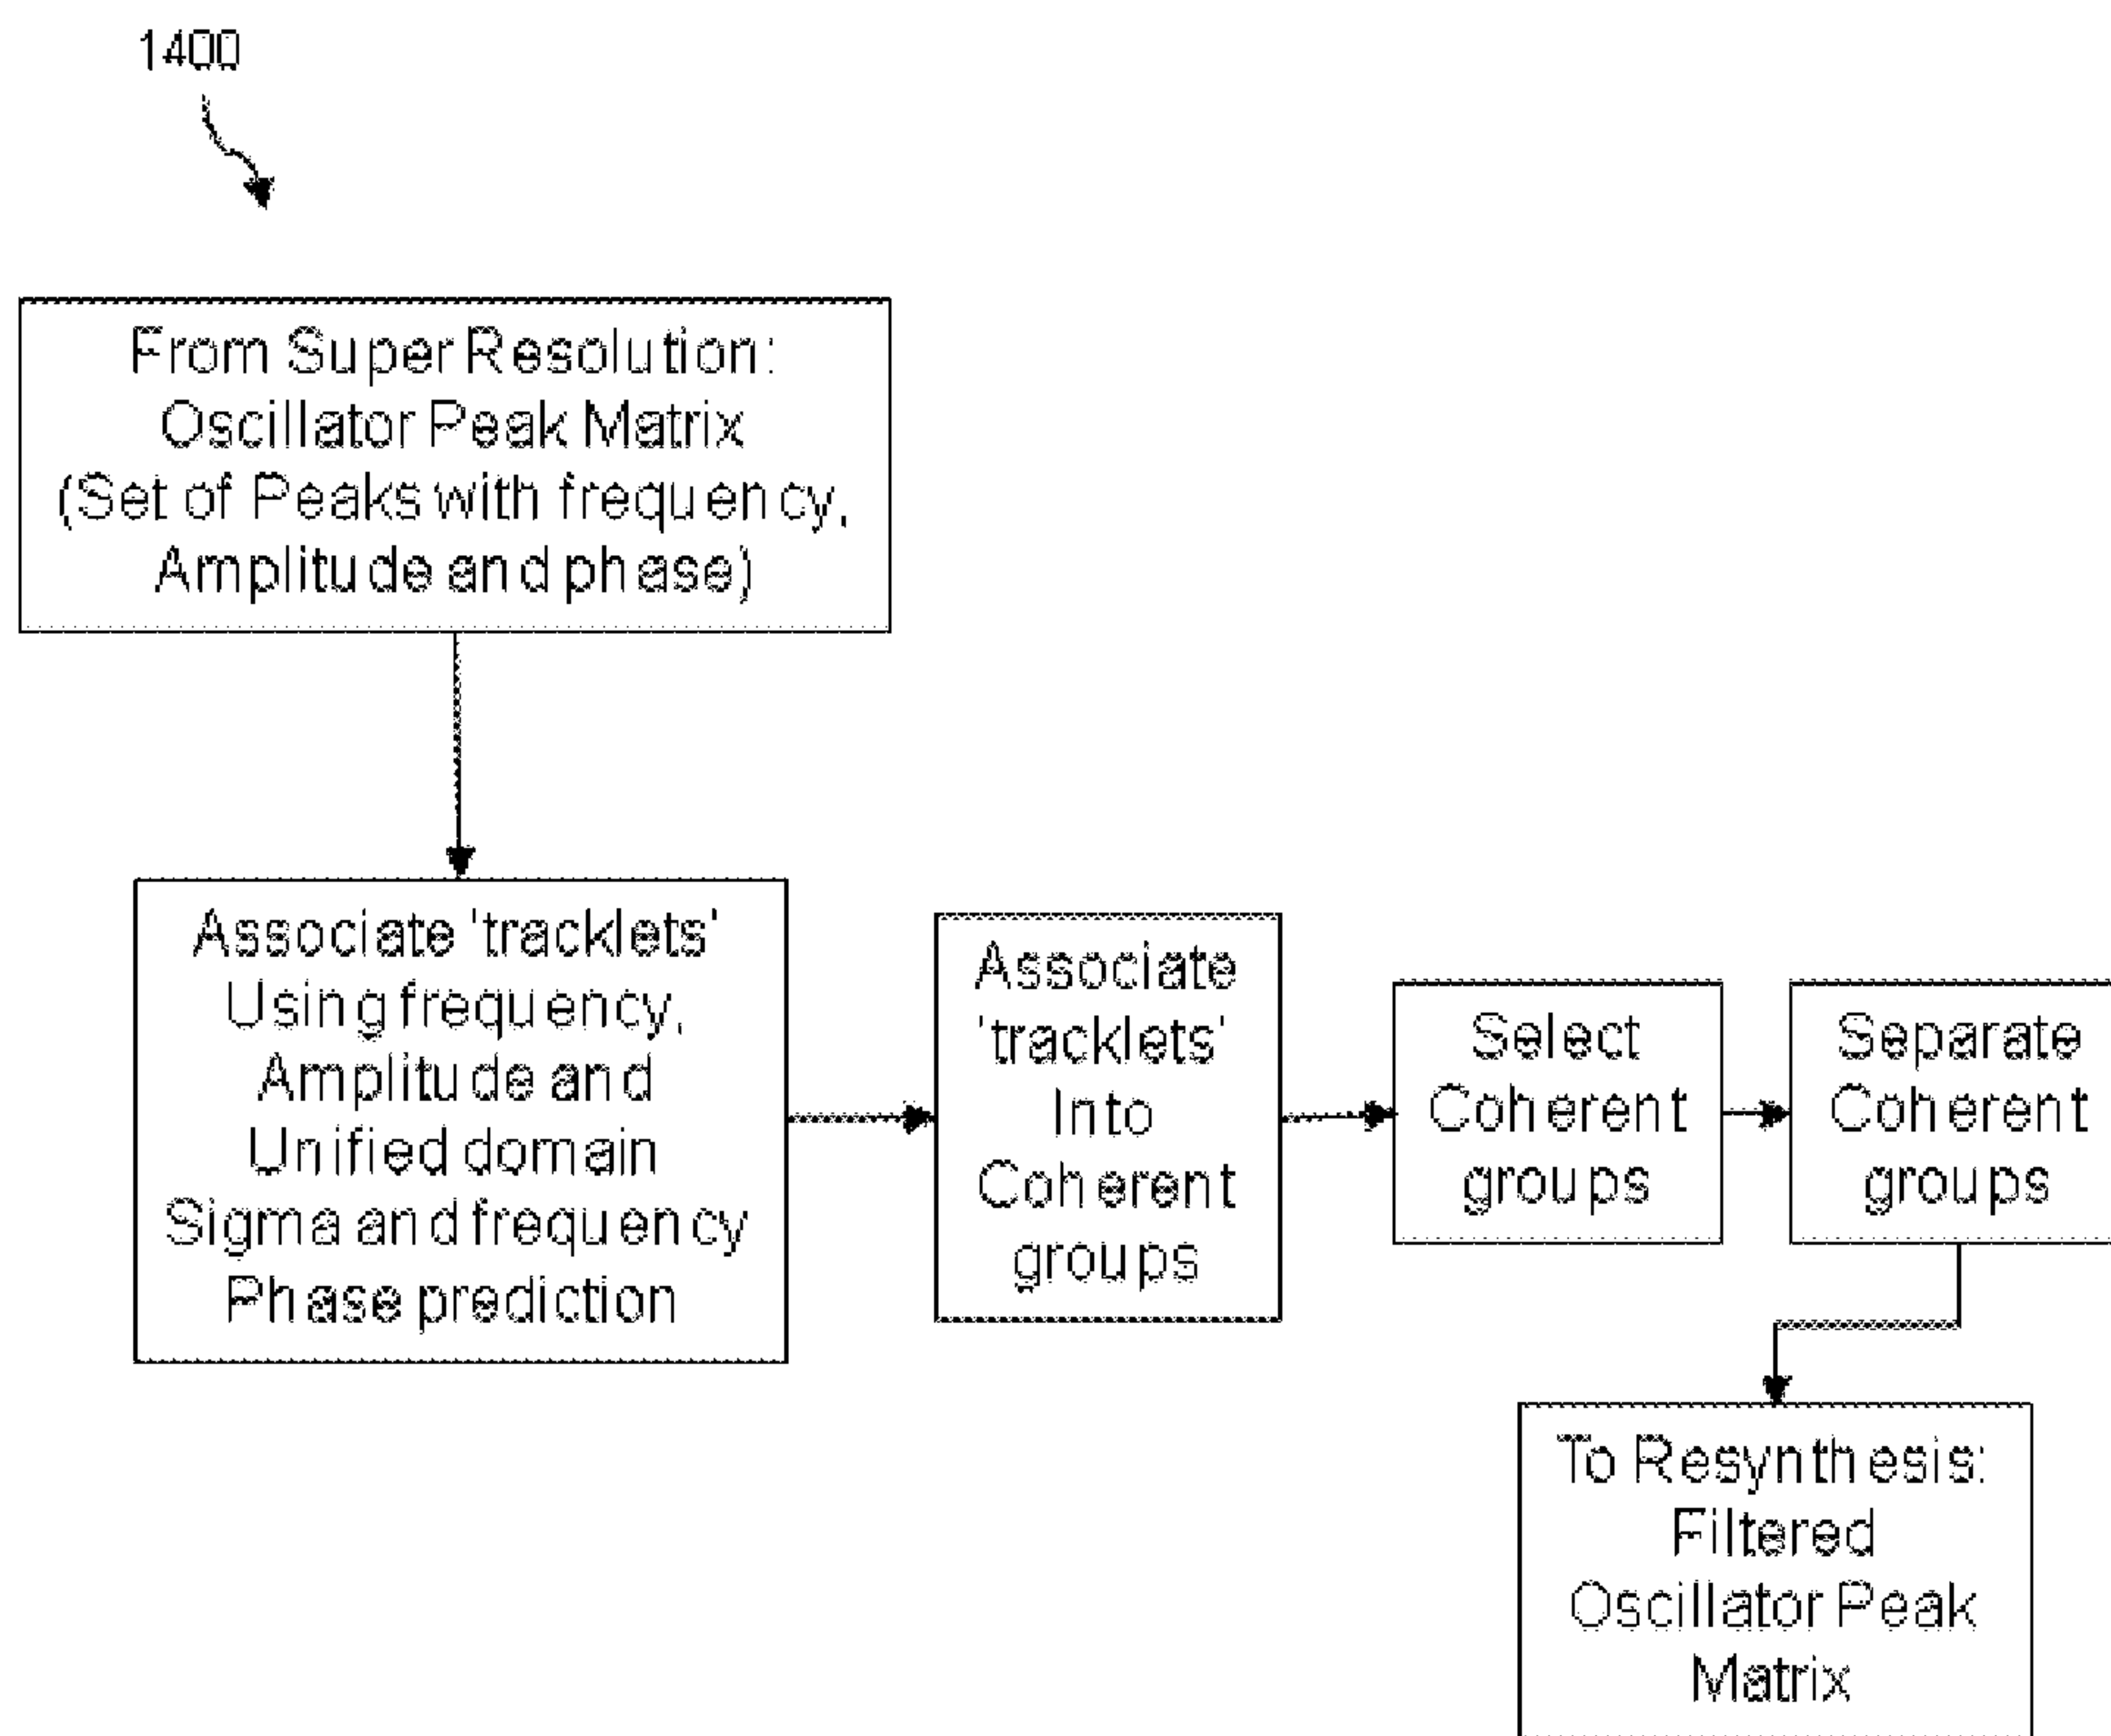 1400
From Super Resolution:
Oscillator Peak Matrix
(Set of Peaks with frequency,
Amplitude and phase)
Associate 'tracklets'
Using frequency,
Amplitude and
Unified domain
Sigma and frequency
Phase prediction
Associate
'tracklets'
Into
Coherent
groups
Select
Coherent
groups
Separate
Coherent
groups
To Resynthesis:
Filtered
Oscillator Peak
Matrix